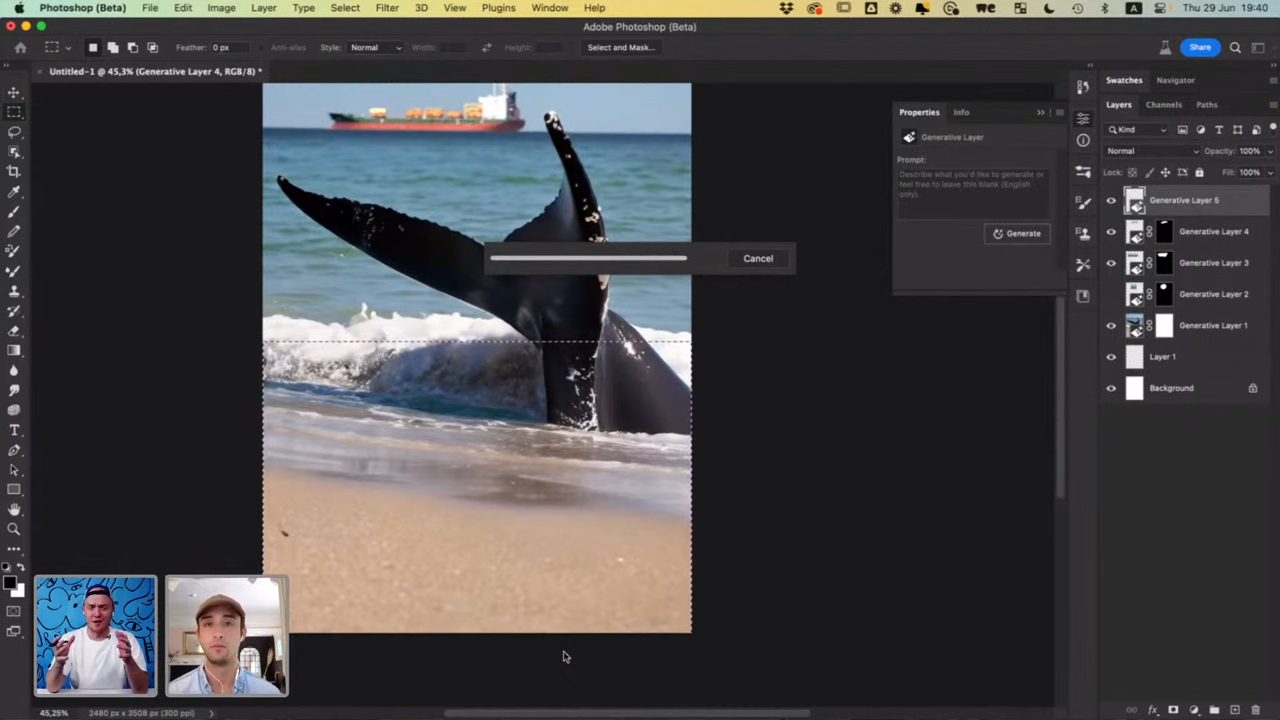 Photoshop (Beta) File Edit Image Layer Type Select Filter 3D View Plugins Window Help
A
Thu 29 Jun 19:40
Adobe Photoshop (Beta)
Feather: 0 px Anti-alias Style: Normal Width: Height: Select and Mask...
Share
Untitled-1 @ 45,3% (Generative Layer 4, RGB/8) *
Swatches Navigator
Layers Channels Paths
Kind
Normal Opacity: 100%
Lock: Fill: 100%
Properties Info
Generative Layer
Prompt:
Describe what you'd like to generate or
feel free to leave this blank (English
only).
Generate
Cancel
Generative Layer 5
Generative Layer 4
Generative Layer 3
Generative Layer 2
Generative Layer 1
Layer 1
Background
45,25% 2480 px x 3508 px (300 ppi)